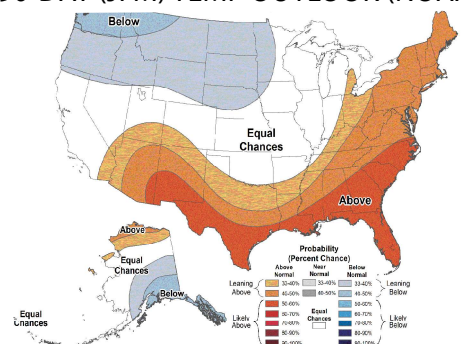 Below
Equal
Chances
Above
Above
Equal
Chances
Below
Equal
Chances
Probability
(Percent Chance)
Above Normal
Near Normal
Below Normal
Leaning Above
33-40% 33-40% 33-40%
40-50% 40-50% 40-50%
Leaning Below
Likely Above
50-60% 50-60%
60-70% 60-70%
70-80% 70-80%
80-90% 80-90%
90-100% 90-100%
Equal Chances
Likely Below